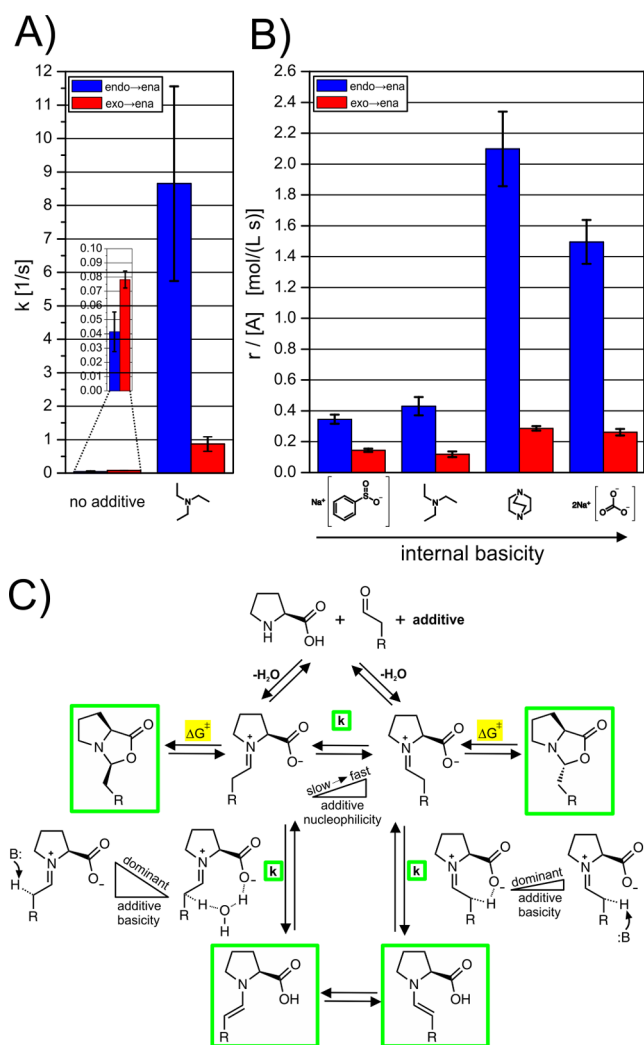 A)
12
11
10
9
8
7
6
5
4
3
2
1
0
k [1/s]
endo→ena
exo→ena
0.10
0.09
0.08
0.07
0.06
0.05
0.04
0.03
0.02
0.01
0.00
no additive
N
B)
2.6
2.4
2.2
2.0
1.8
1.6
1.4
1.2
1.0
0.8
0.6
0.4
0.2
0.0
r / [A] [mol/(L s)]
endo→ena
exo→ena
Na⁺ [ O S O⁻ ]
N
N N
2Na⁺ [ O ⁻O O⁻ ]
internal basicity
C)
N H O OH + O R + additive
-H₂O -H₂O
N O O R
ΔG‡
N⁺ O O⁻ R
k
N⁺ O O⁻ R
ΔG‡
N O O R
slow → fast
additive
nucleophilicity
B: H N⁺ O O⁻ R
dominant
additive
basicity
N⁺ O O⁻ H H O H R
k
k
N⁺ O O⁻ H R
dominant
additive
basicity
N⁺ O O⁻ H R :B
N O OH R
N O OH R